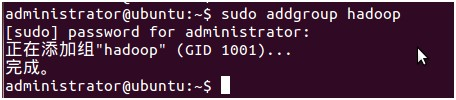 administrator@ubuntu:~$ sudo addgroup hadoop
[sudo] password for administrator:
正在添加组"hadoop" (GID 1001)...
完成。
administrator@ubuntu:~$